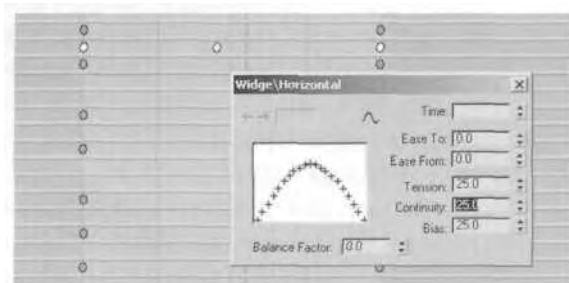 Widge\Horizontal
Time:
Ease To: 0.0
Ease From: 0.0
Tension: 25.0
Continuity: 25.0
Bias: 25.0
Balance Factor: 0.0